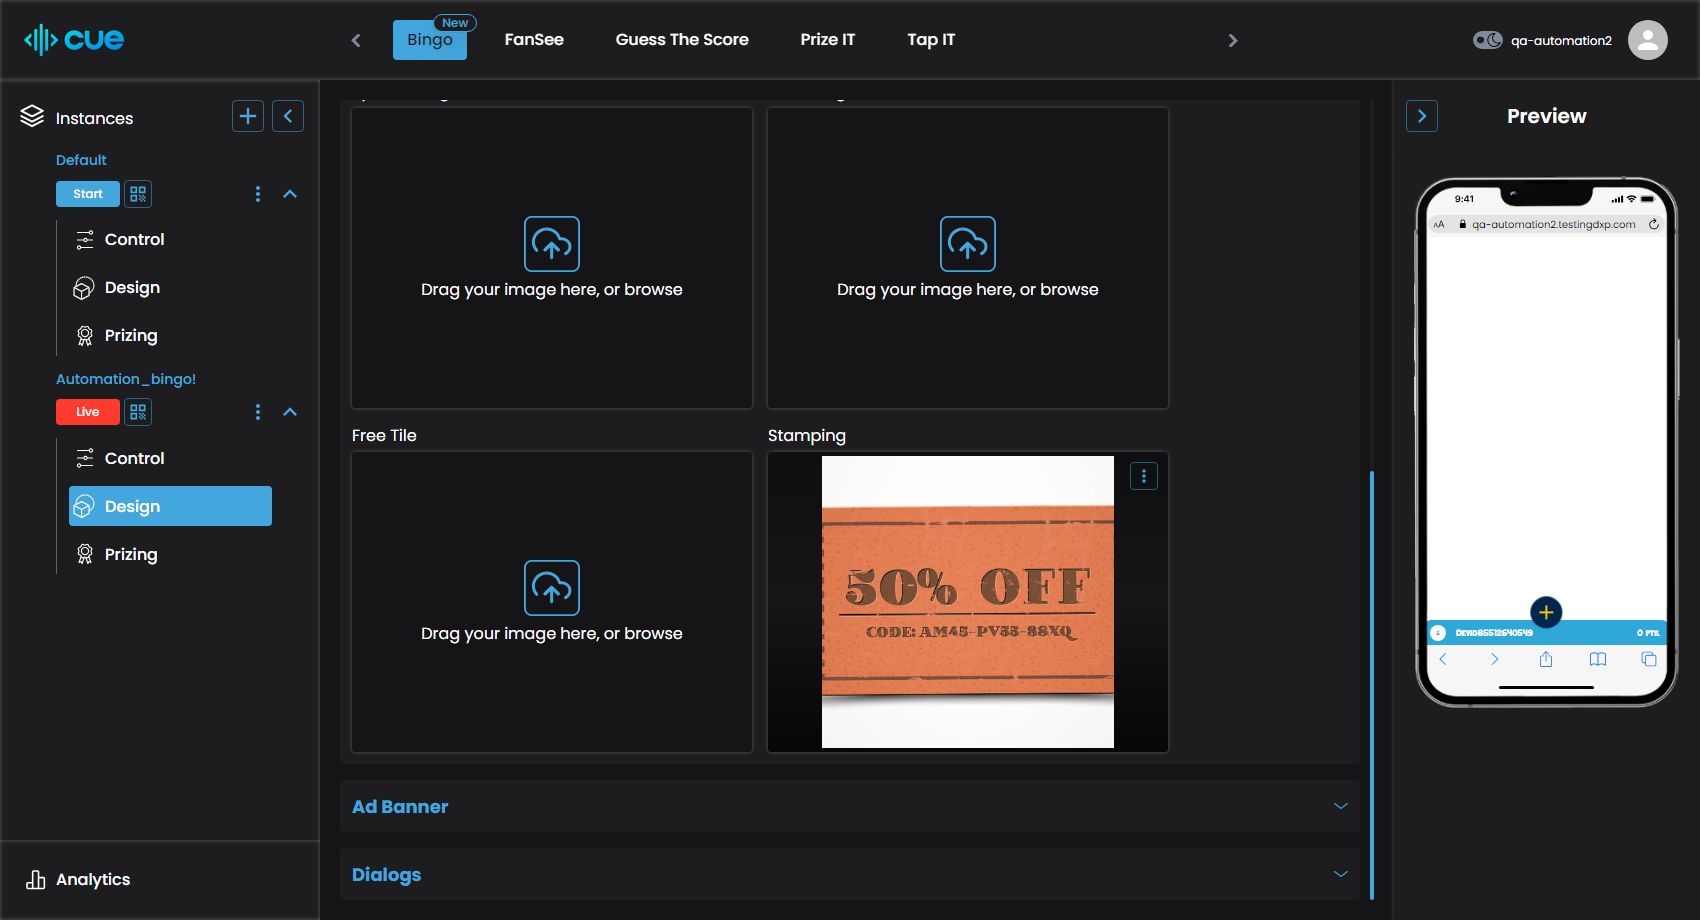 cue
New
Bingo
FanSee
Guess The Score
Prize IT
Tap IT
qa-automation2
Instances
Default
Start
Control
Design
Prizing
Automation_bingo!
Live
Control
Design
Prizing
Analytics
Drag your image here, or browse
Drag your image here, or browse
Free Tile
Stamping
Drag your image here, or browse
50% OFF
CODE: AM45-PV33-88XQ
Ad Banner
Dialogs
Preview
9:41
AA
qa-automation2.testingdxp.com
0 PTS.